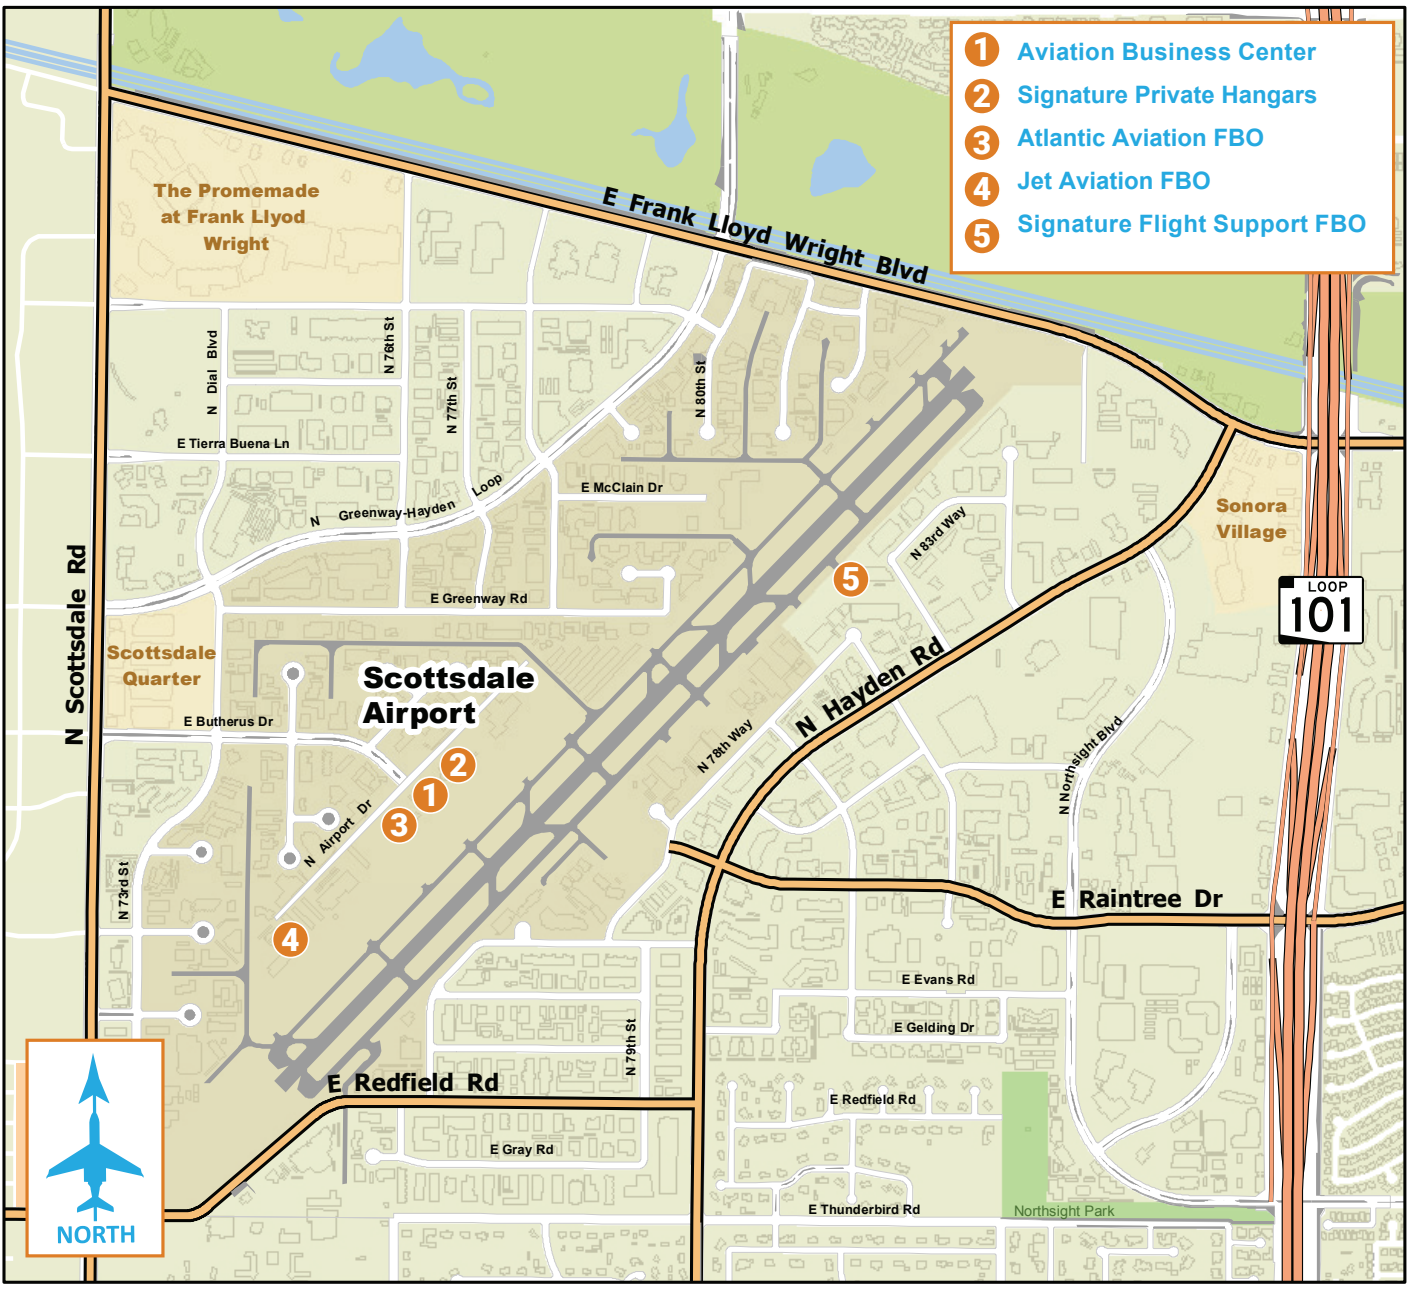 1 Aviation Business Center
2 Signature Private Hangars
3 Atlantic Aviation FBO
4 Jet Aviation FBO
5 Signature Flight Support FBO
The Promemade
at Frank Llyod
Wright
E Frank Lloyd Wright Blvd
N Dial Blvd
N 76th St
N 77th St
N 80th St
E Tierra Buena Ln
N Greenway-Hayden Loop
E McClain Dr
N 83rd Way
Sonora
Village
LOOP
101
5
E Greenway Rd
N Scottsdale Rd
Scottsdale
Quarter
Scottsdale
Airport
E Butherus Dr
N Hayden Rd
N 78th Way
N Northsight Blvd
2
1
3
N Airport Dr
N 73rd St
4
E Raintree Dr
E Evans Rd
E Gelding Dr
N 79th St
E Redfield Rd
E Redfield Rd
E Gray Rd
E Thunderbird Rd
Northsight Park
NORTH